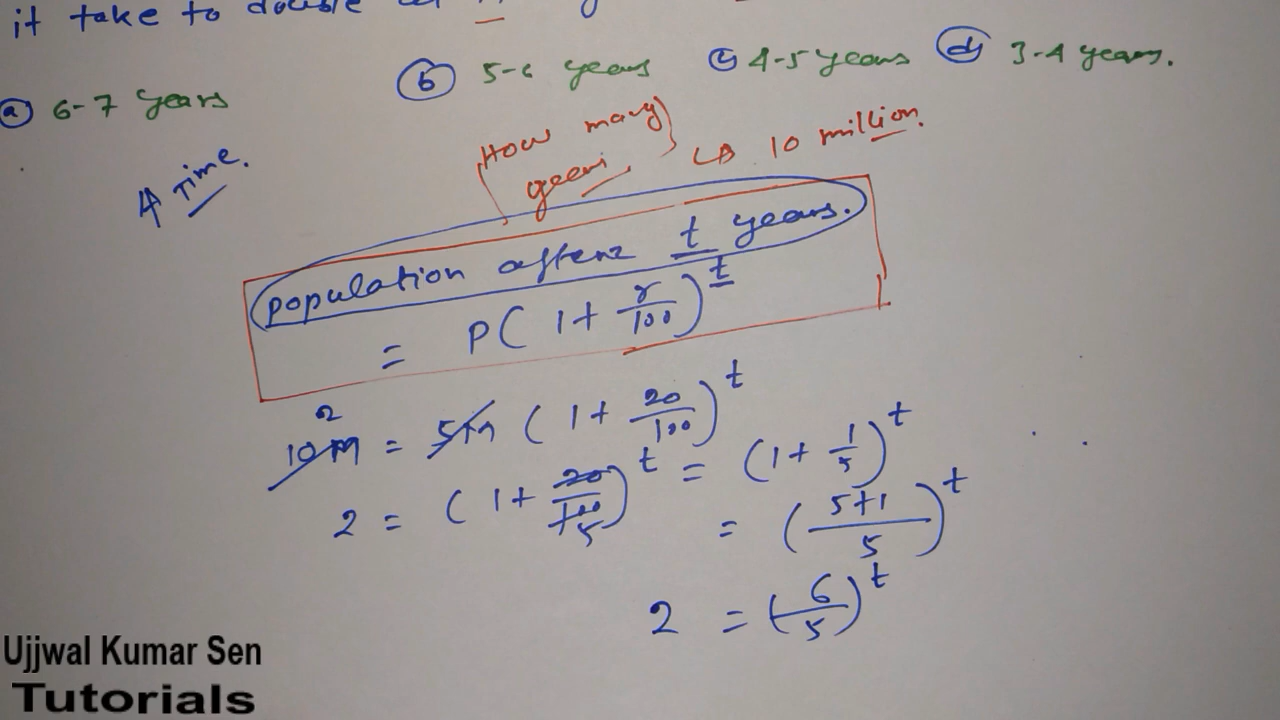 it take to double
(a) 6-7 years (b) 5-6 years (c) 4-5 years (d) 3-4 years.
Time.
How many
years
10 million.
population after t years.
= P(1+ r/100)^t
2
10M = 5M (1+ 20/100)^t
2 = (1+ 20/100)^t = (1+ 1/5)^t
5
= (5+1/5)^t
2 = (6/5)^t
Ujjwal Kumar Sen
Tutorials